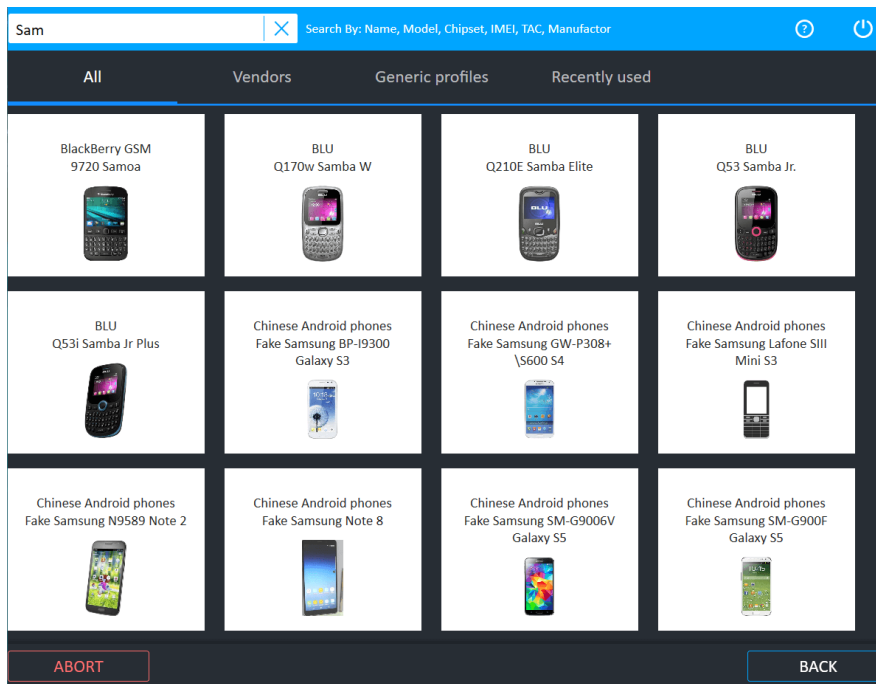 Sam
Search By: Name, Model, Chipset, IMEI, TAC, Manufactor
All
Vendors
Generic profiles
Recently used
BlackBerry GSM
9720 Samoa
BLU
Q170w Samba W
BLU
Q210E Samba Elite
BLU
Q53 Samba Jr.
BLU
Q53i Samba Jr Plus
Chinese Android phones
Fake Samsung BP-I9300
Galaxy S3
Chinese Android phones
Fake Samsung GW-P308+
\S600 S4
Chinese Android phones
Fake Samsung Lafone SIII
Mini S3
Chinese Android phones
Fake Samsung N9589 Note 2
Chinese Android phones
Fake Samsung Note 8
Chinese Android phones
Fake Samsung SM-G9006V
Galaxy S5
Chinese Android phones
Fake Samsung SM-G900F
Galaxy S5
ABORT
BACK